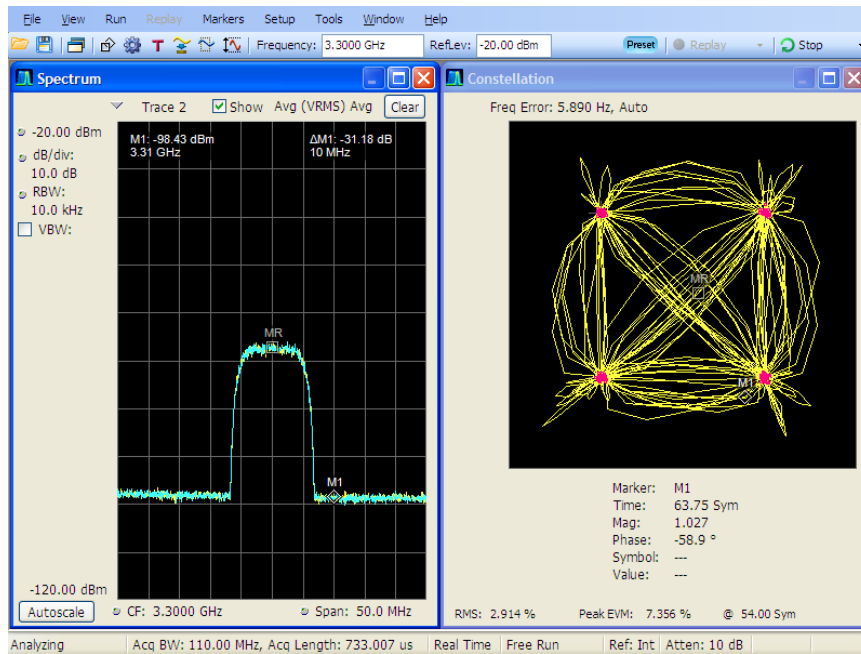 File View Run Replay Markers Setup Tools Window Help
T Frequency: 3.3000 GHz RefLev: -20.00 dBm Preset Replay Stop
Spectrum
Trace 2 Show Avg (VRMS) Avg Clear
-20.00 dBm
dB/div:
10.0 dB
RBW:
10.0 kHz
VBW:
M1: -98.43 dBm ΔM1: -31.18 dB
3.31 GHz 10 MHz
MR
M1
-120.00 dBm
Autoscale CF: 3.3000 GHz Span: 50.0 MHz
Constellation
Freq Error: 5.890 Hz, Auto
MR
M1
Marker: M1
Time: 63.75 Sym
Mag: 1.027
Phase: -58.9 °
Symbol: ---
Value: ---
RMS: 2.914 % Peak EVM: 7.356 % @ 54.00 Sym
Analyzing Acq BW: 110.00 MHz, Acq Length: 733.007 us Real Time Free Run Ref: Int Atten: 10 dB